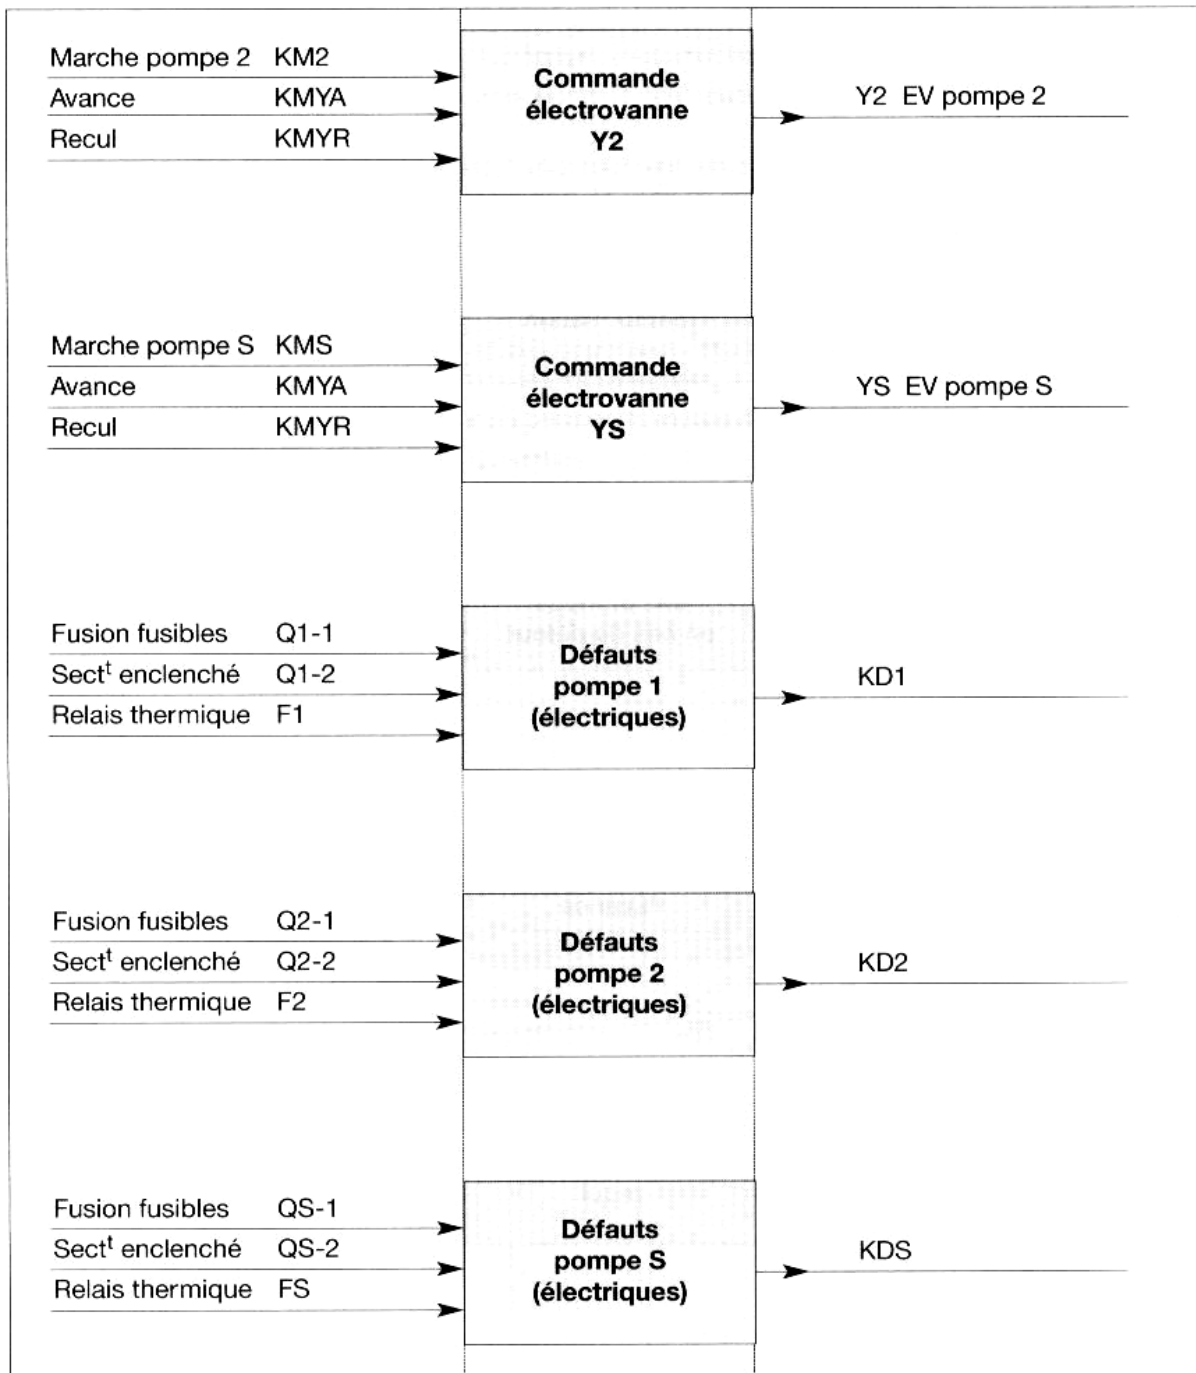 Marche pompe 2 KM2
Avance KMYA
Recul KMYR
Commande
électrovanne
Y2
Y2 EV pompe 2
Marche pompe S KMS
Avance KMYA
Recul KMYR
Commande
électrovanne
YS
YS EV pompe S
Fusion fusibles Q1-1
Sectᵗ enclenché Q1-2
Relais thermique F1
Défauts
pompe 1
(électriques)
KD1
Fusion fusibles Q2-1
Sectᵗ enclenché Q2-2
Relais thermique F2
Défauts
pompe 2
(électriques)
KD2
Fusion fusibles QS-1
Sectᵗ enclenché QS-2
Relais thermique FS
Défauts
pompe S
(électriques)
KDS